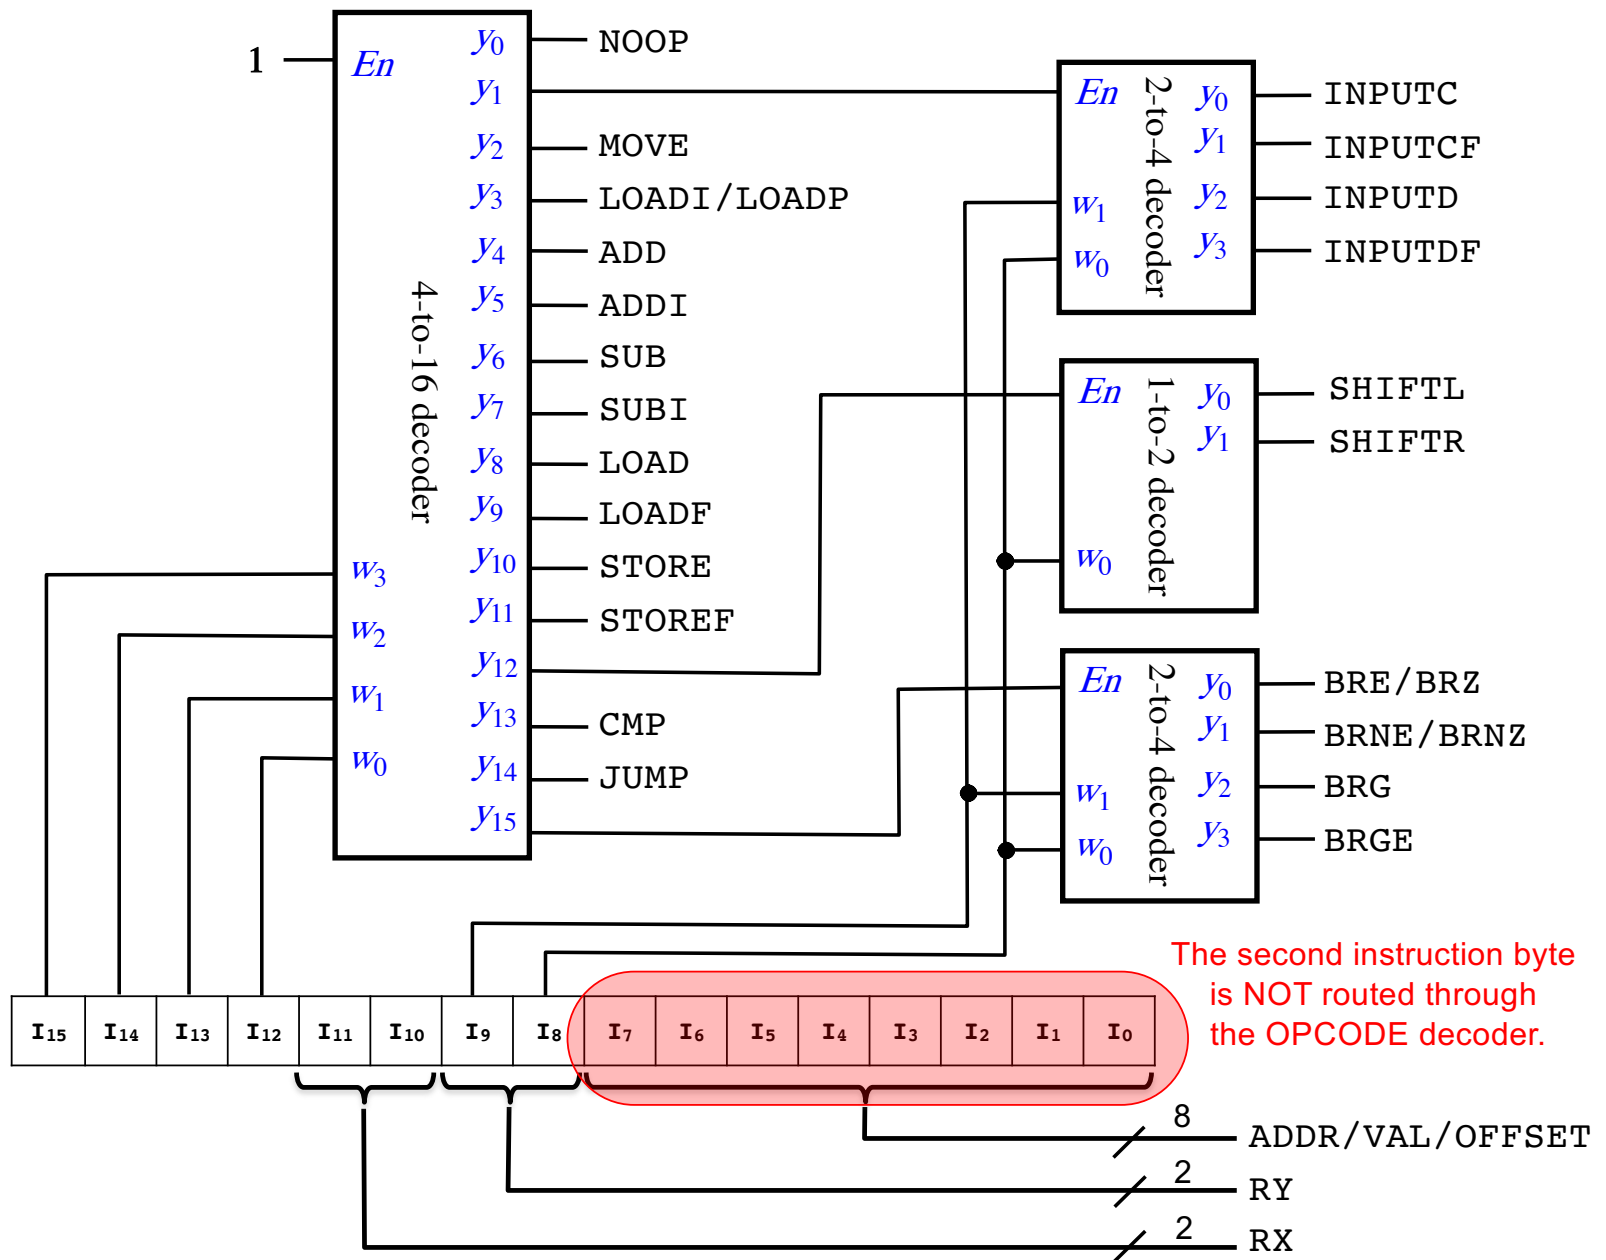 1
En
4-to-16 decoder
w3
w2
w1
w0
y0
y1
y2
y3
y4
y5
y6
y7
y8
y9
y10
y11
y12
y13
y14
y15
NOOP
MOVE
LOADI/LOADP
ADD
ADDI
SUB
SUBI
LOAD
LOADF
STORE
STOREF
CMP
JUMP
En
w1
w0
2-to-4 decoder
y0
y1
y2
y3
INPUTC
INPUTCF
INPUTD
INPUTDF
En
w0
1-to-2 decoder
y0
y1
SHIFTL
SHIFTR
En
w1
w0
2-to-4 decoder
y0
y1
y2
y3
BRE/BRZ
BRNE/BRNZ
BRG
BRGE
The second instruction byte
is NOT routed through
the OPCODE decoder.
I15 I14 I13 I12 I11 I10 I9 I8 I7 I6 I5 I4 I3 I2 I1 I0
8 ADDR/VAL/OFFSET
2 RY
2 RX